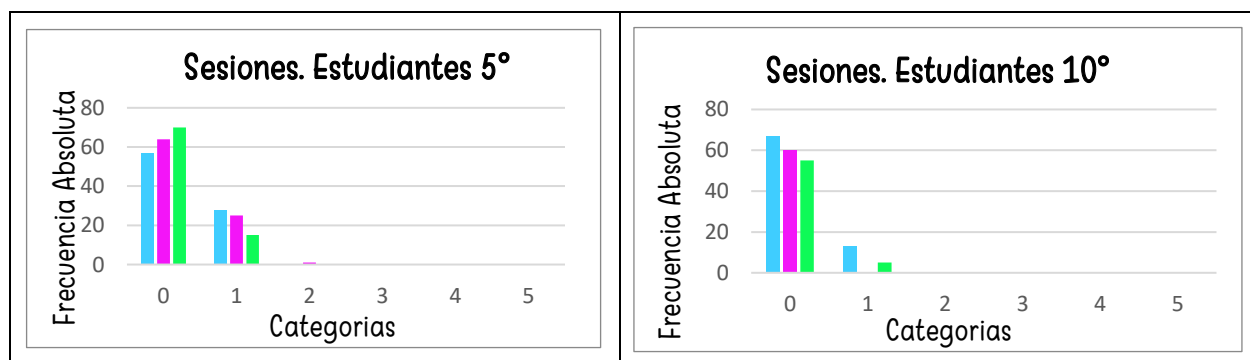 Sesiones. Estudiantes 5°
Frecuencia Absoluta
80
60
40
20
0
0 1 2 3 4 5
Categorias
Sesiones. Estudiantes 10°
Frecuencia Absoluta
80
60
40
20
0
0 1 2 3 4 5
Categorias